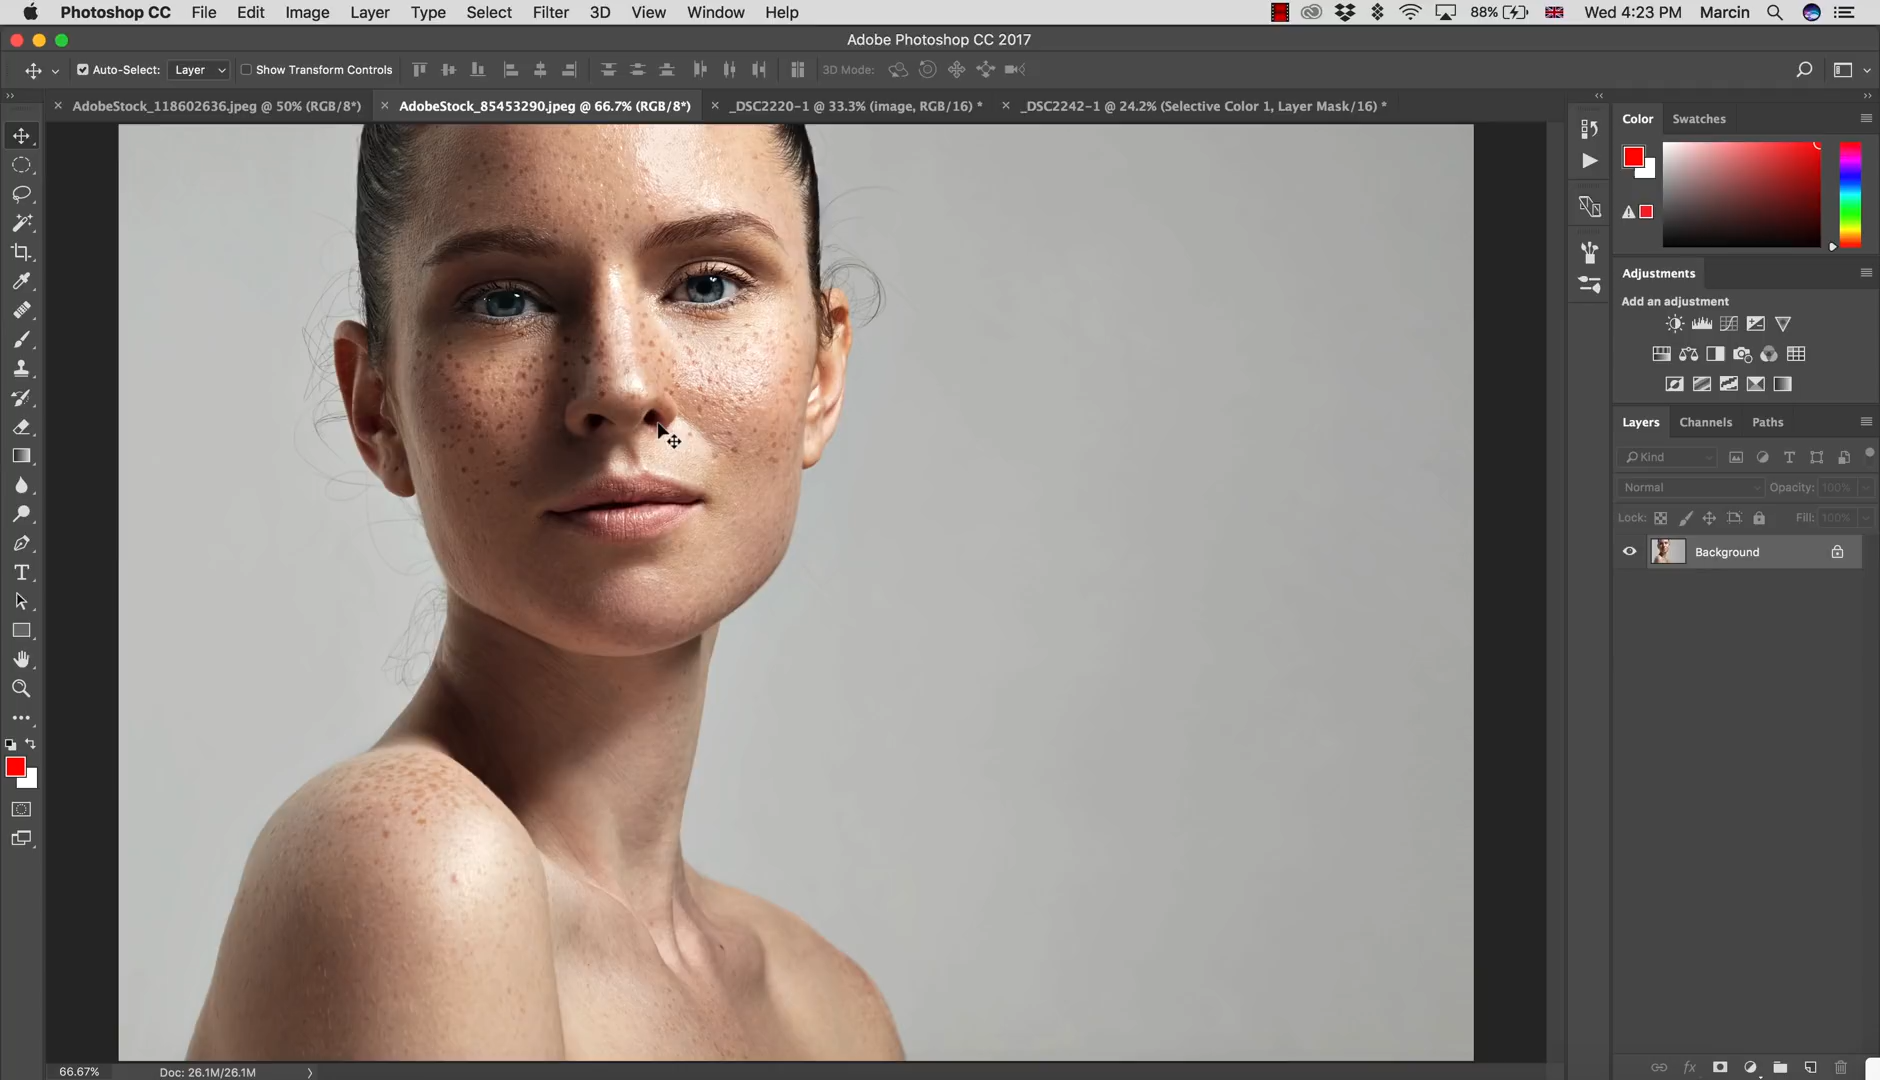 Photoshop CC File Edit Image Layer Type Select Filter 3D View Window Help 88% Wed 4:23 PM Marcin
Adobe Photoshop CC 2017
Auto-Select: Layer Show Transform Controls 3D Mode:
AdobeStock_118602636.jpeg @ 50% (RGB/8*) AdobeStock_85453290.jpeg @ 66.7% (RGB/8*) _DSC2220-1 @ 33.3% (image, RGB/16) * _DSC2242-1 @ 24.2% (Selective Color 1, Layer Mask/16) *
Color Swatches
Adjustments
Add an adjustment
Layers Channels Paths
Kind
Normal Opacity: 100%
Lock: Fill: 100%
Background
66.67% Doc: 26.1M/26.1M